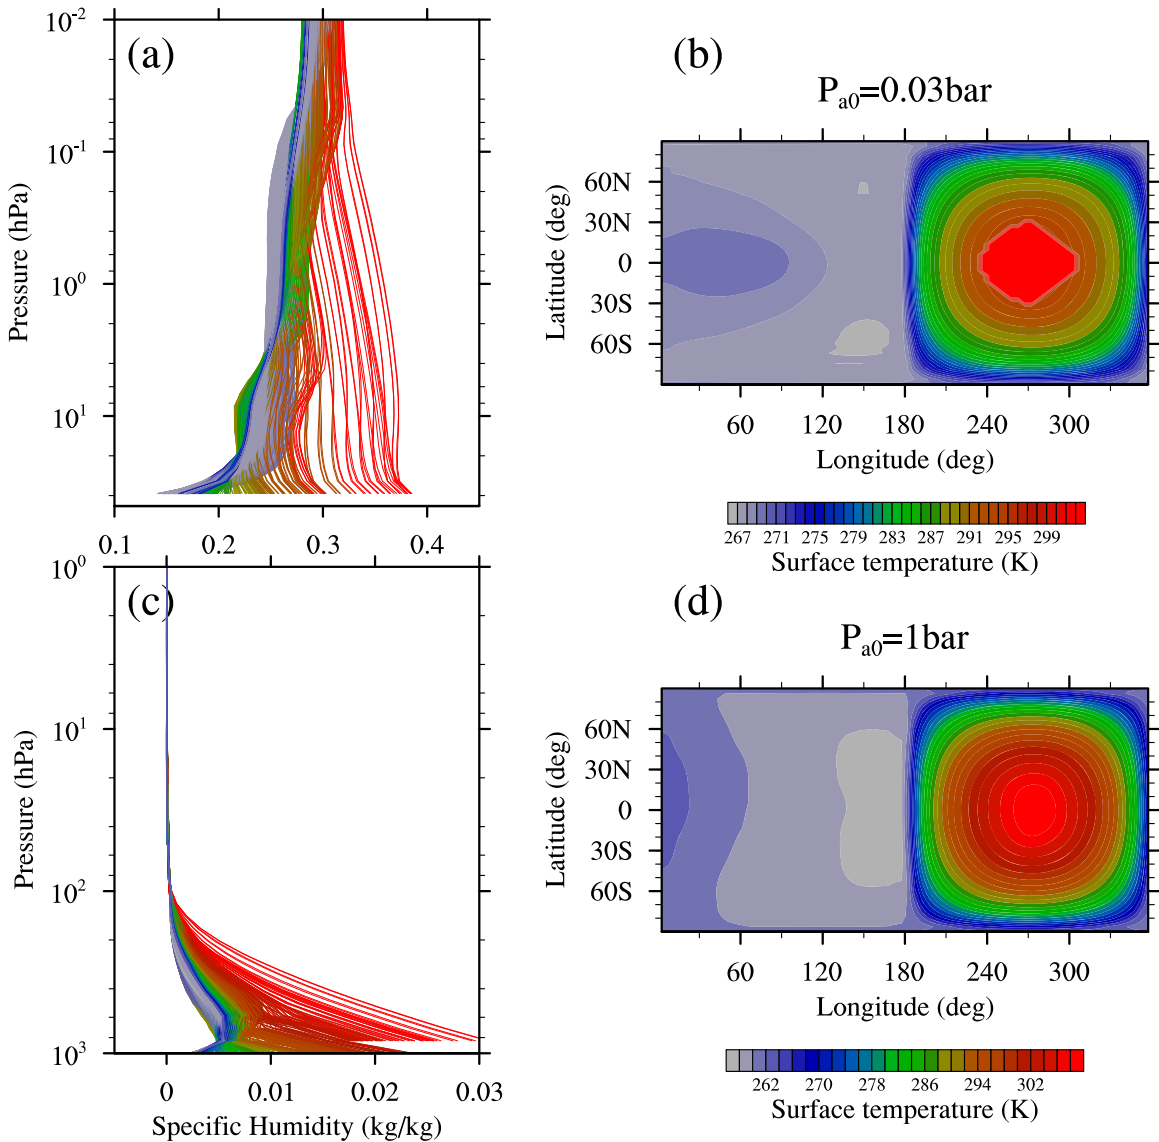 (a)
10-2
10-1
100
101
Pressure (hPa)
0.1 0.2 0.3 0.4
(b)
Pa0=0.03bar
60N
30N
0
30S
60S
Latitude (deg)
60 120 180 240 300
Longitude (deg)
267 271 275 279 283 287 291 295 299
Surface temperature (K)
(c)
100
101
102
103
Pressure (hPa)
0 0.01 0.02 0.03
Specific Humidity (kg/kg)
(d)
Pa0=1bar
60N
30N
0
30S
60S
Latitude (deg)
60 120 180 240 300
Longitude (deg)
262 270 278 286 294 302
Surface temperature (K)